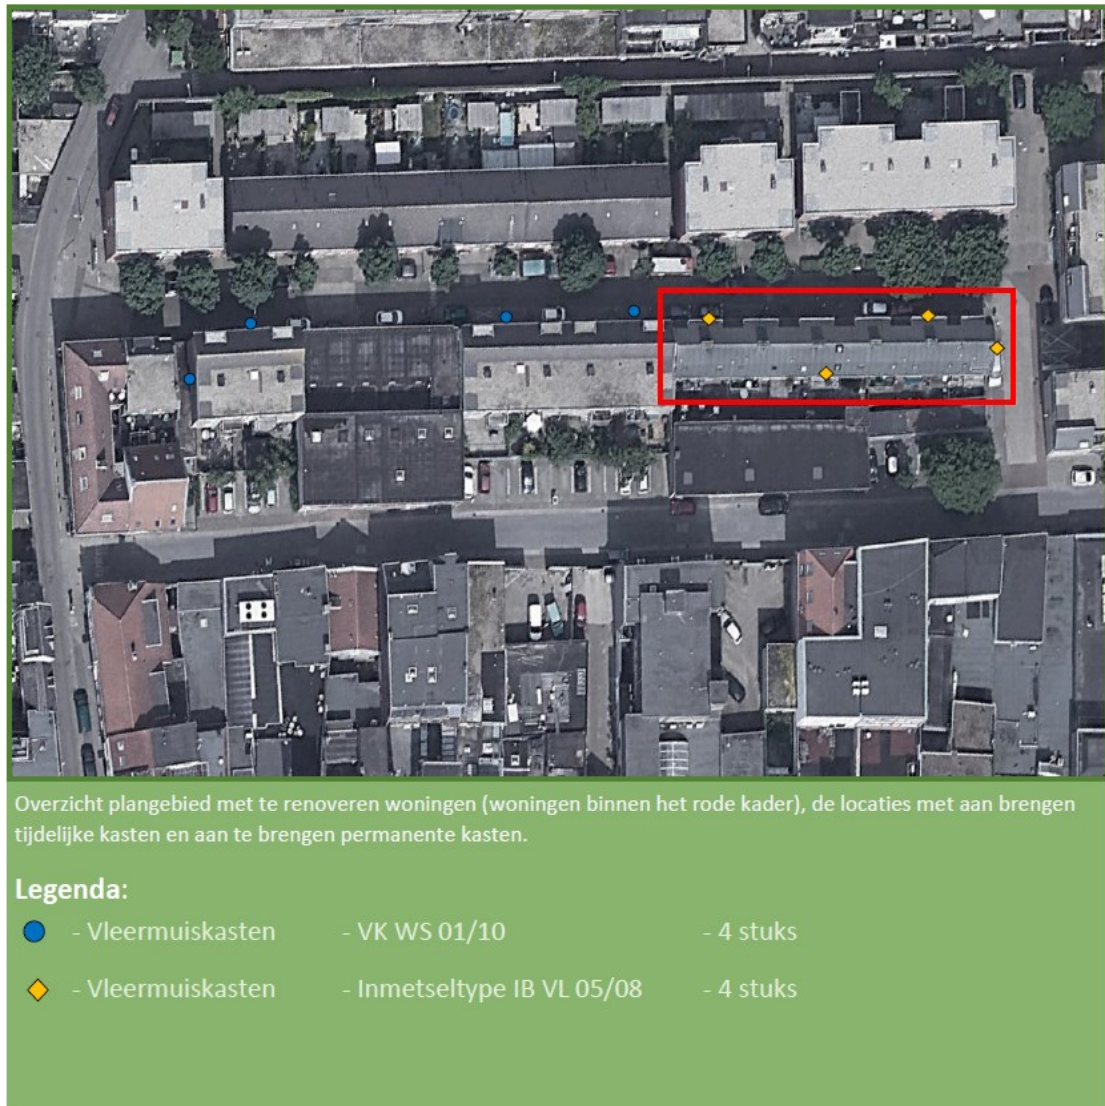 Overzicht plangebied met te renoveren woningen (woningen binnen het rode kader), de locaties met aan brengen
tijdelijke kasten en aan te brengen permanente kasten.
Legenda:
- Vleermuiskasten - VK WS 01/10 - 4 stuks
- Vleermuiskasten - Inmetseltype IB VL 05/08 - 4 stuks